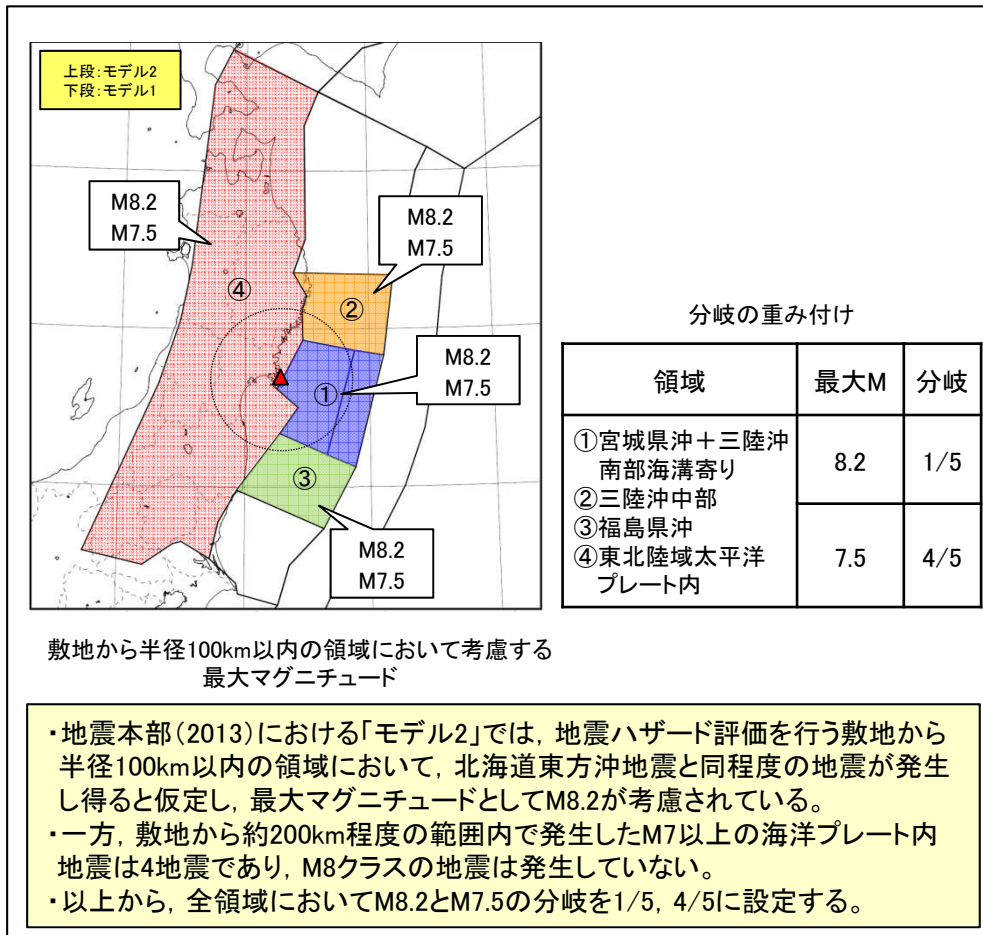 上段:モデル2
下段:モデル1
M8.2
M7.5
M8.2
M7.5
④
②
M8.2
M7.5
①
③
M8.2
M7.5
敷地から半径100km以内の領域において考慮する
最大マグニチュード
分岐の重み付け
領域
最大M
分岐
①宮城県沖+三陸沖
南部海溝寄り
②三陸沖中部
③福島県沖
④東北陸域太平洋
プレート内
8.2
1/5
7.5
4/5
・地震本部(2013)における「モデル2」では,地震ハザード評価を行う敷地から
半径100km以内の領域において,北海道東方沖地震と同程度の地震が発生
し得ると仮定し,最大マグニチュードとしてM8.2が考慮されている。
・一方,敷地から約200km程度の範囲内で発生したM7以上の海洋プレート内
地震は4地震であり,M8クラスの地震は発生していない。
・以上から,全領域においてM8.2とM7.5の分岐を1/5,4/5に設定する。